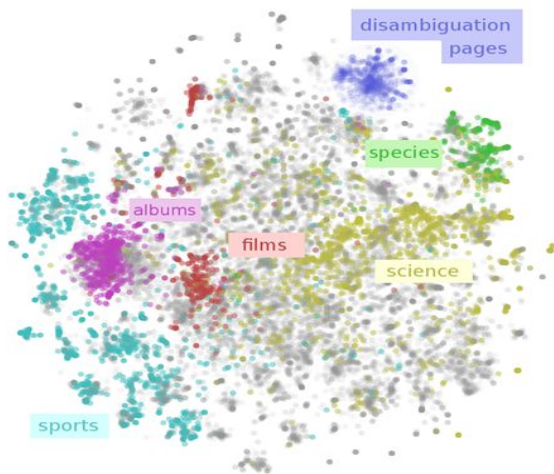 disambiguation
pages
species
albums
films
science
sports